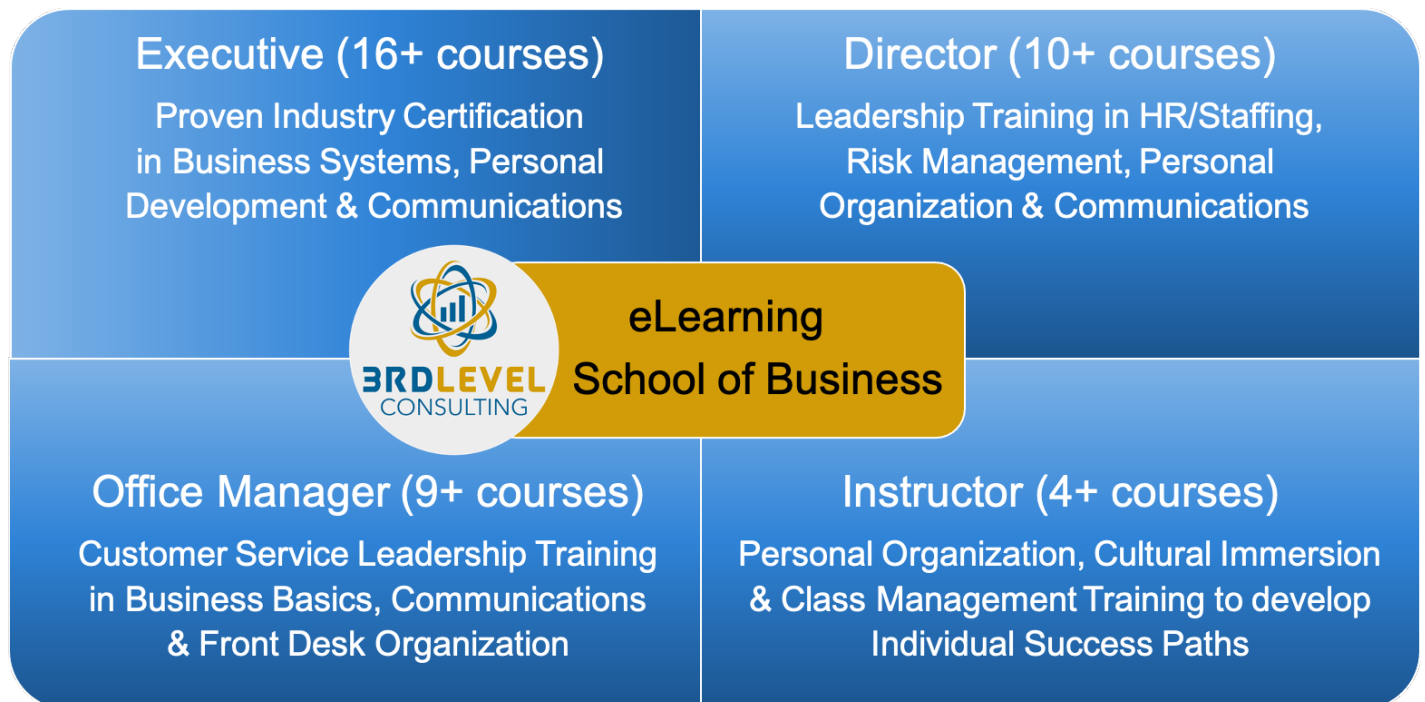 Executive (16+ courses)
Proven Industry Certification
in Business Systems, Personal
Development & Communications
Director (10+ courses)
Leadership Training in HR/Staffing,
Risk Management, Personal
Organization & Communications
3RDLEVEL
CONSULTING
eLearning
School of Business
Office Manager (9+ courses)
Customer Service Leadership Training
in Business Basics, Communications
& Front Desk Organization
Instructor (4+ courses)
Personal Organization, Cultural Immersion
& Class Management Training to develop
Individual Success Paths